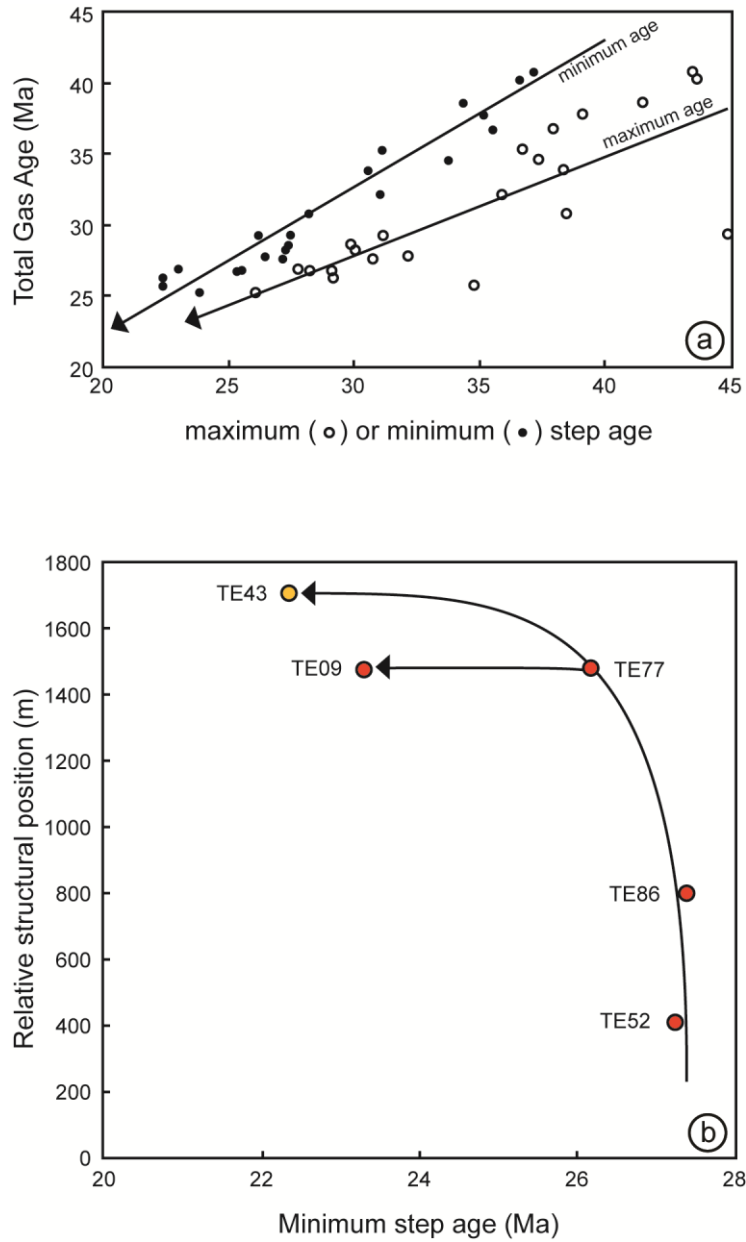 45
40
35
30
25
20
Total Gas Age (Ma)
minimum age
maximum age
a
20
25
30
35
40
45
maximum ( ) or minimum ( ) step age
1800
1600
1400
1200
1000
800
600
400
200
0
Relative structural position (m)
TE43
TE09
TE77
TE86
TE52
b
20
22
24
26
28
Minimum step age (Ma)